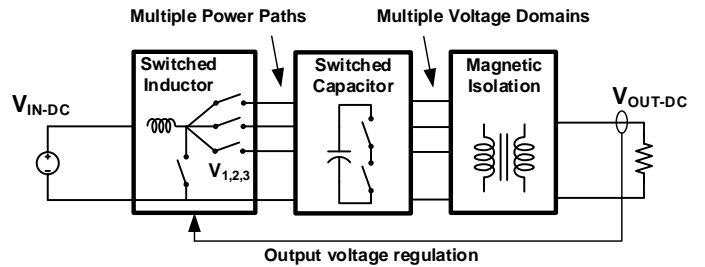 Multiple Power Paths
Multiple Voltage Domains
Switched
Inductor
Switched
Capacitor
Magnetic
Isolation
VIN-DC
VOUT-DC
V1,2,3
Output voltage regulation